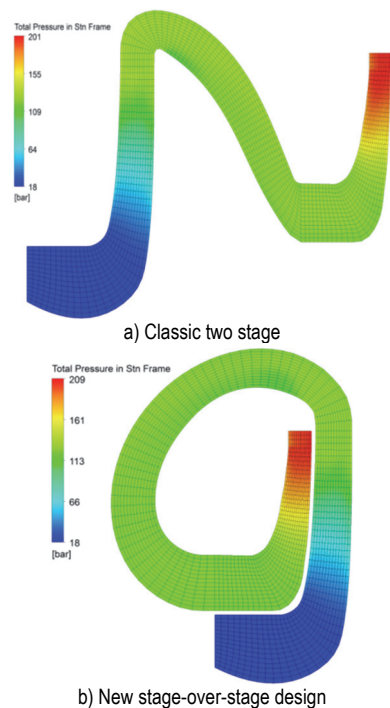 Total Pressure in Stn Frame
201
155
109
64
18
[bar]
a) Classic two stage
Total Pressure in Stn Frame
209
161
113
66
18
[bar]
b) New stage-over-stage design